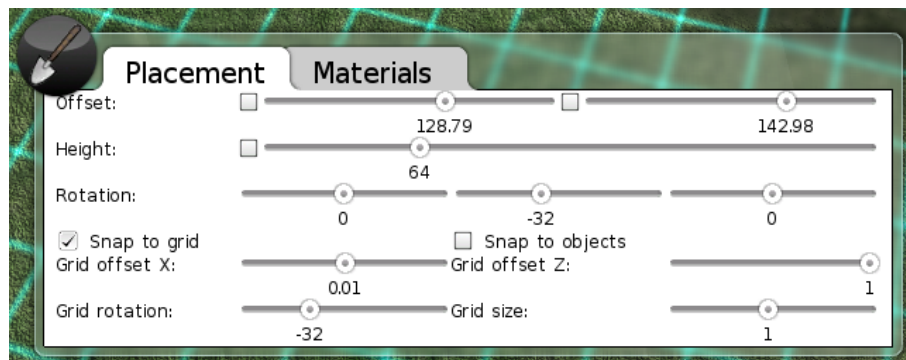 Placement Materials
Offset:
128.79 142.98
Height:
64
Rotation:
0 -32 0
Snap to grid Snap to objects
Grid offset X: Grid offset Z:
0.01 1
Grid rotation: Grid size:
-32 1